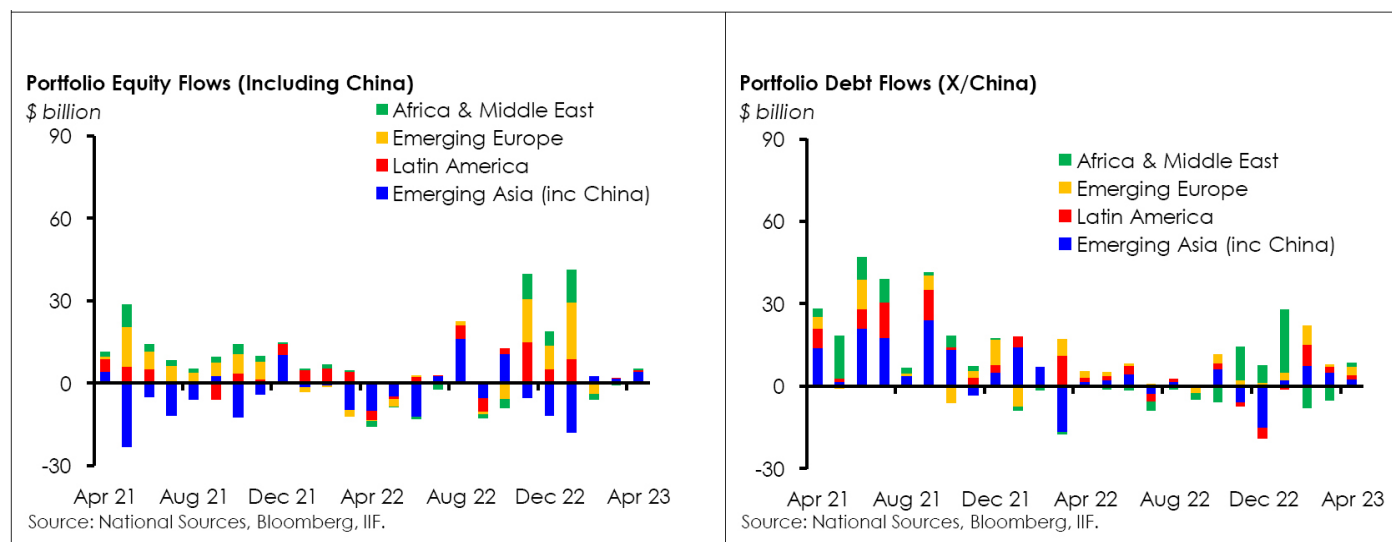 Portfolio Equity Flows (Including China)
$ billion
Africa & Middle East
Emerging Europe
Latin America
Emerging Asia (inc China)
90
60
30
0
-30
Apr 21 Aug 21 Dec 21 Apr 22 Aug 22 Dec 22 Apr 23
Source: National Sources, Bloomberg, IIF.
Portfolio Debt Flows (X/China)
$ billion
Africa & Middle East
Emerging Europe
Latin America
Emerging Asia (inc China)
90
60
30
0
-30
Apr 21 Aug 21 Dec 21 Apr 22 Aug 22 Dec 22 Apr 23
Source: National Sources, Bloomberg, IIF.